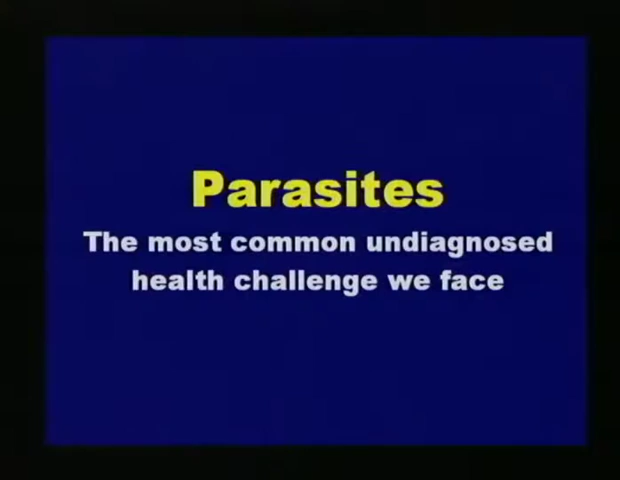 Parasites
The most common undiagnosed
health challenge we face